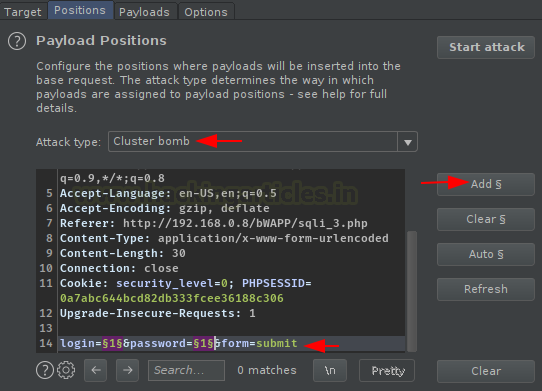 Target Positions Payloads Options
? Payload Positions Start attack
Configure the positions where payloads will be inserted into the
base request. The attack type determines the way in which
payloads are assigned to payload positions - see help for full
details.
Attack type: Cluster bomb
q=0.9,*/*;q=0.8
5 Accept-Language: en-US,en;q=0.5
6 Accept-Encoding: gzip, deflate
7 Referer: http://192.168.0.8/bWAPP/sqli_3.php
8 Content-Type: application/x-www-form-urlencoded
9 Content-Length: 30
10 Connection: close
11 Cookie: security_level=0; PHPSESSID=
0a7abc644bcd82db333fcee36188c306
12 Upgrade-Insecure-Requests: 1
13
14 login=§1§&password=§1§&form=submit
Add §
Clear §
Auto §
Refresh
? Search... 0 matches \n Pretty Clear